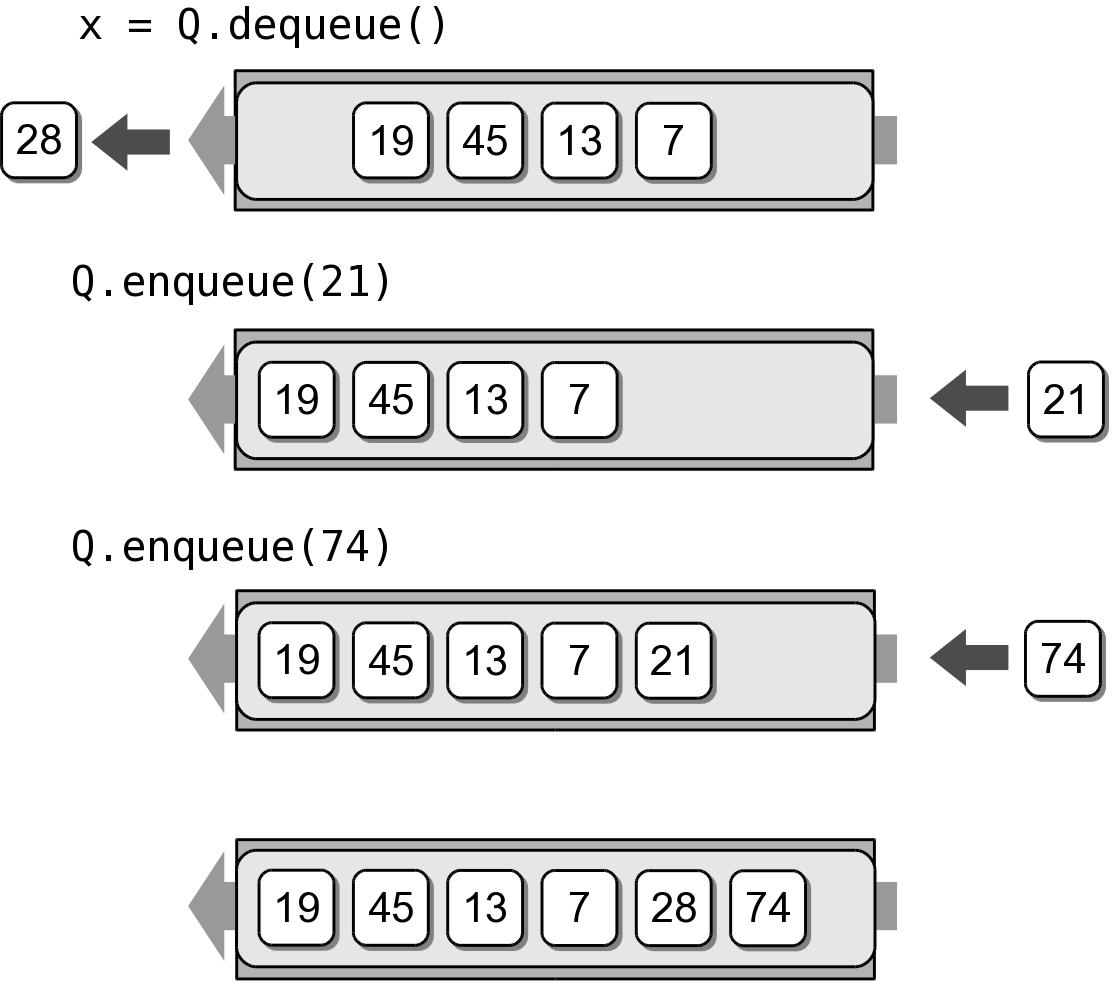 x = Q.dequeue()
28 19 45 13 7
Q.enqueue(21)
19 45 13 7 21
Q.enqueue(74)
19 45 13 7 21 74
19 45 13 7 28 74